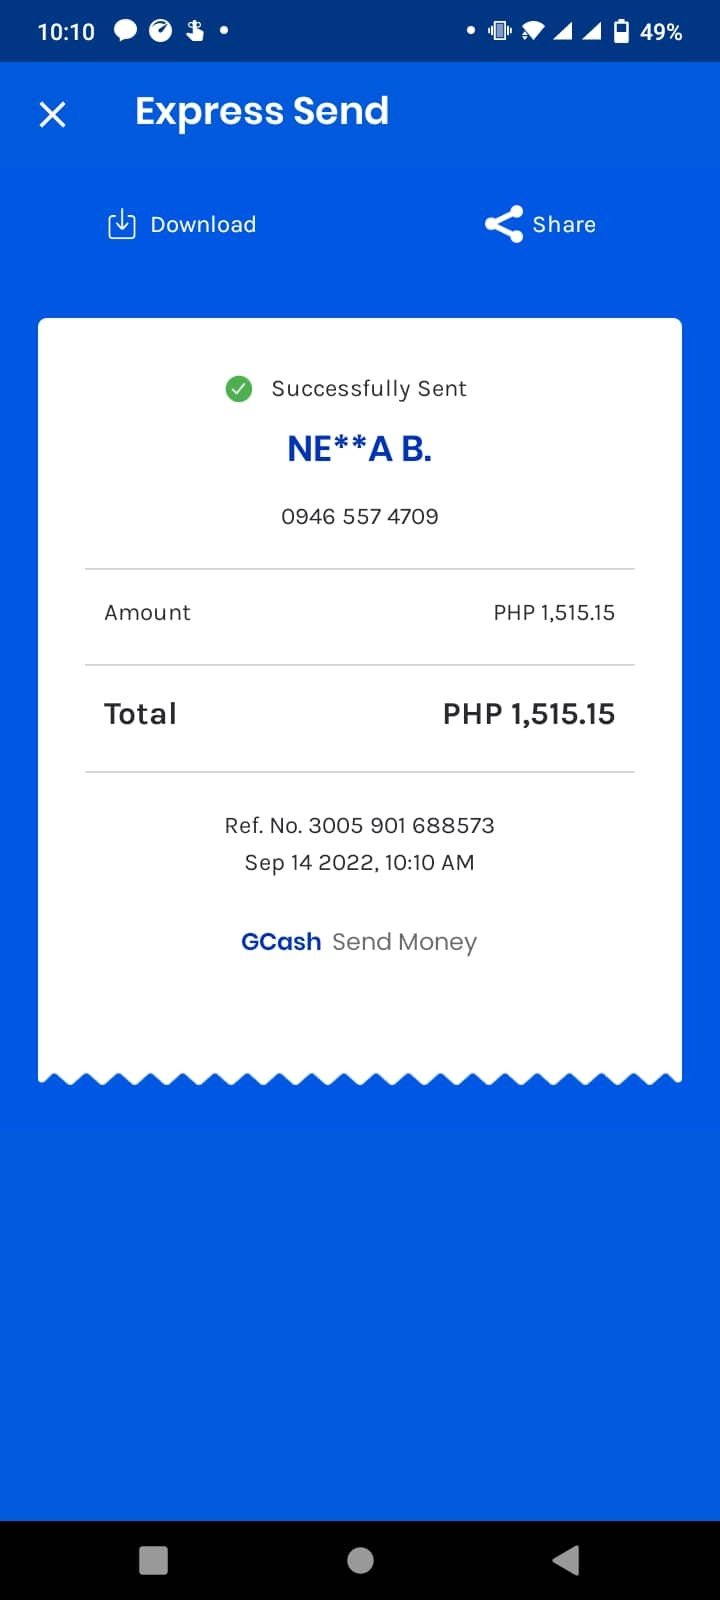 10:10 49%
Express Send
Download Share
Successfully Sent
NE**A B.
0946 557 4709
Amount PHP 1,515.15
Total PHP 1,515.15
Ref. No. 3005 901 688573
Sep 14 2022, 10:10 AM
GCash Send Money